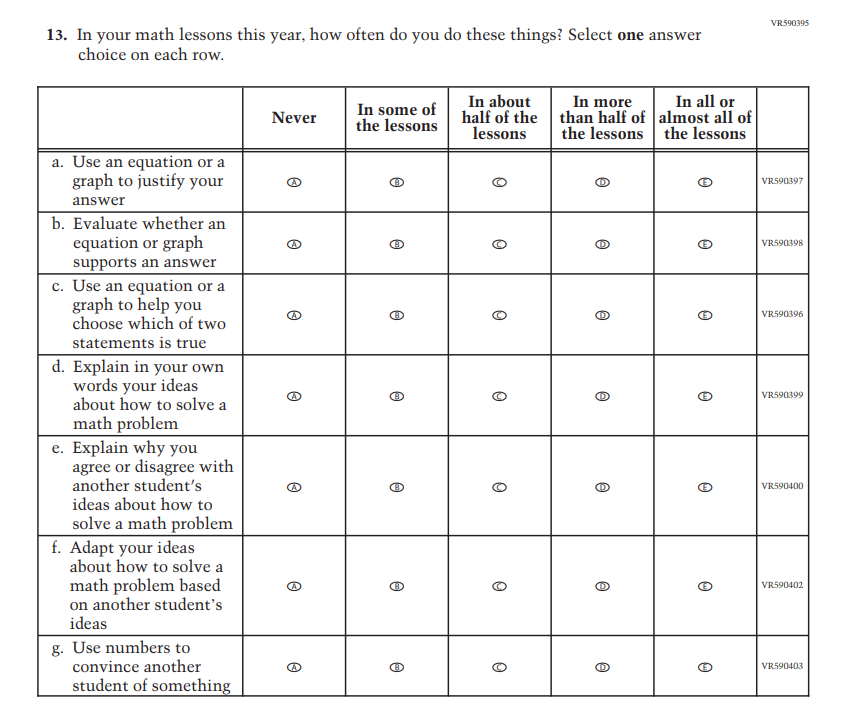 VR590395
13. In your math lessons this year, how often do you do these things? Select one answer
choice on each row.
Never
In some of
the lessons
In about
half of the
lessons
In more
than half of
the lessons
In all or
almost all of
the lessons
a. Use an equation or a
graph to justify your
answer
A B C D E VR590397
b. Evaluate whether an
equation or graph
supports an answer
A B C D E VR590398
c. Use an equation or a
graph to help you
choose which of two
statements is true
A B C D E VR590396
d. Explain in your own
words your ideas
about how to solve a
math problem
A B C D E VR590399
e. Explain why you
agree or disagree with
another student's
ideas about how to
solve a math problem
A B C D E VR590400
f. Adapt your ideas
about how to solve a
math problem based
on another student’s
ideas
A B C D E VR590402
g. Use numbers to
convince another
student of something
A B C D E VR590403